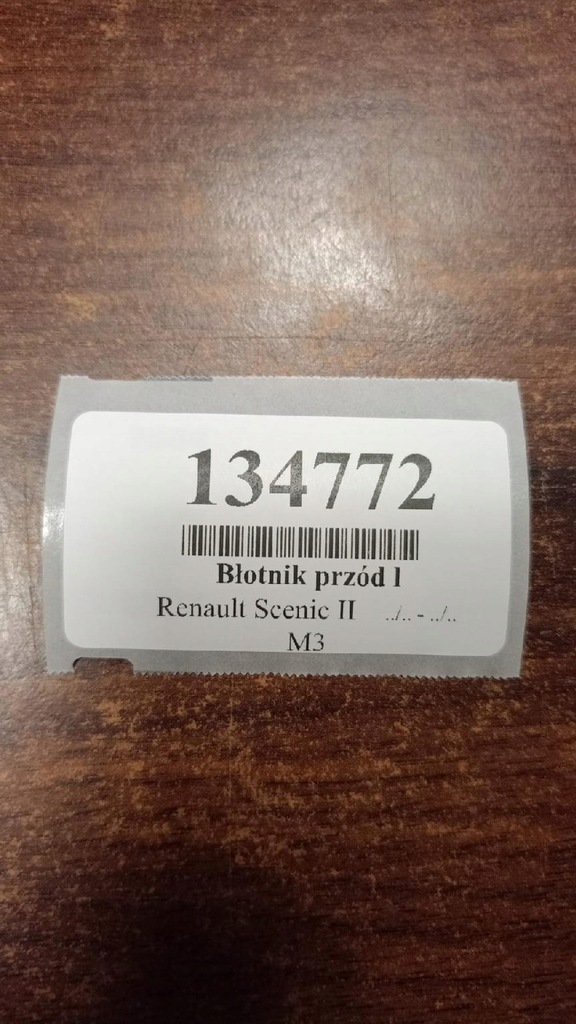 134772
Błotnik przód l
Renault Scenic II ../.. - ../..
M3